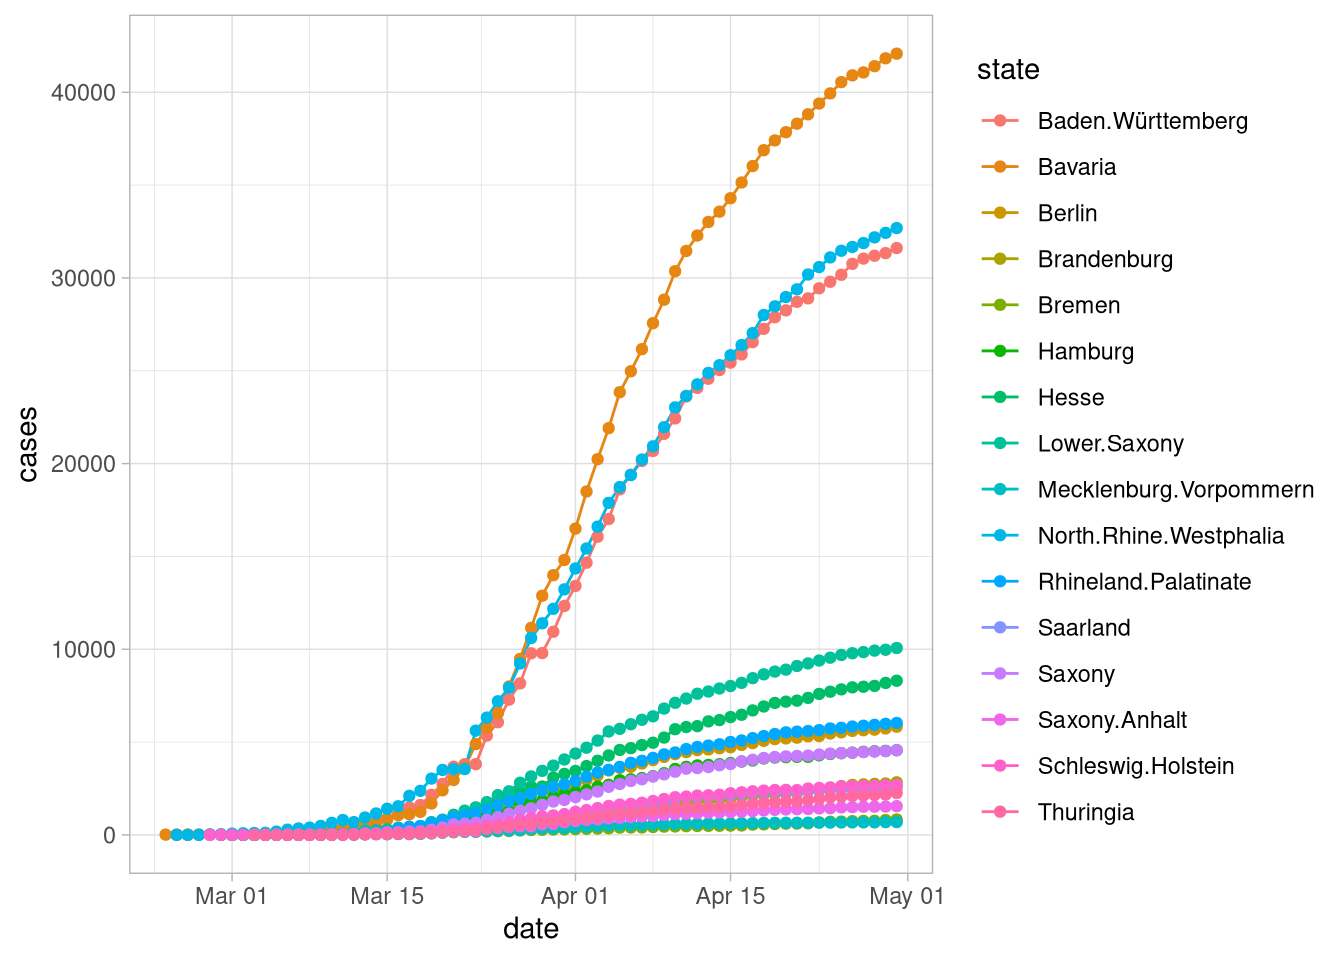 40000
30000
20000
10000
0
cases
Mar 01
Mar 15
Apr 01
Apr 15
May 01
date
state
Baden.Württemberg
Bavaria
Berlin
Brandenburg
Bremen
Hamburg
Hesse
Lower.Saxony
Mecklenburg.Vorpommern
North.Rhine.Westphalia
Rhineland.Palatinate
Saarland
Saxony
Saxony.Anhalt
Schleswig.Holstein
Thuringia